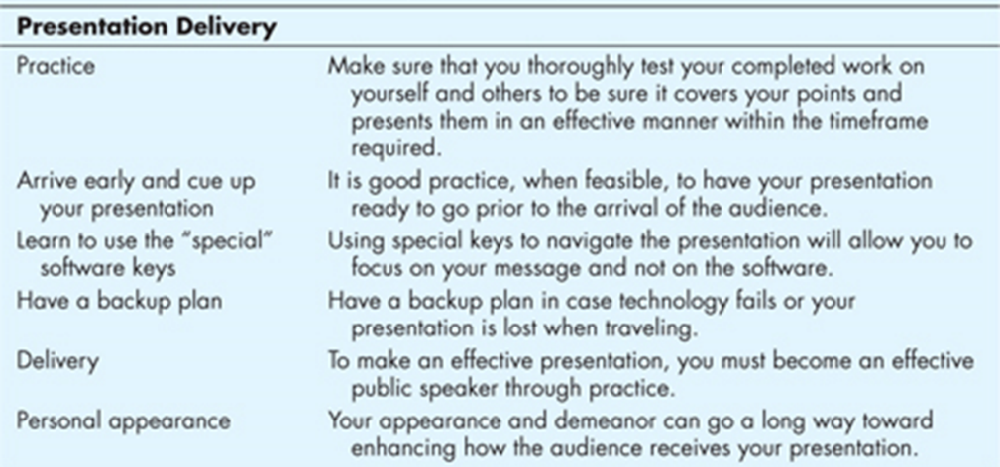 Presentation Delivery
Practice Make sure that you thoroughly test your completed work on
yourself and others to be sure it covers your points and
presents them in an effective manner within the timeframe
required.
Arrive early and cue up It is good practice, when feasible, to have your presentation
your presentation ready to go prior to the arrival of the audience.
Learn to use the “special” Using special keys to navigate the presentation will allow you to
software keys focus on your message and not on the software.
Have a backup plan Have a backup plan in case technology fails or your
presentation is lost when traveling.
Delivery To make an effective presentation, you must become an effective
public speaker through practice.
Personal appearance Your appearance and demeanor can go a long way toward
enhancing how the audience receives your presentation.